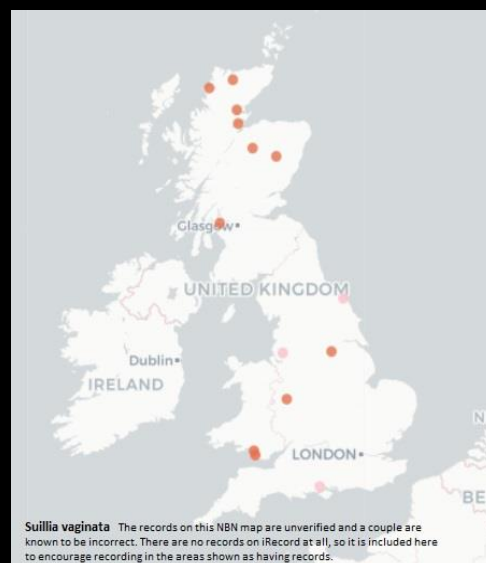 Glasgow
UNITED KINGDOM
Dublin
IRELAND
N
LONDON
BE
Suillia vaginata The records on this NBN map are unverified and a couple are
known to be incorrect. There are no records on iRecord at all, so it is included here
to encourage recording in the areas shown as having records.